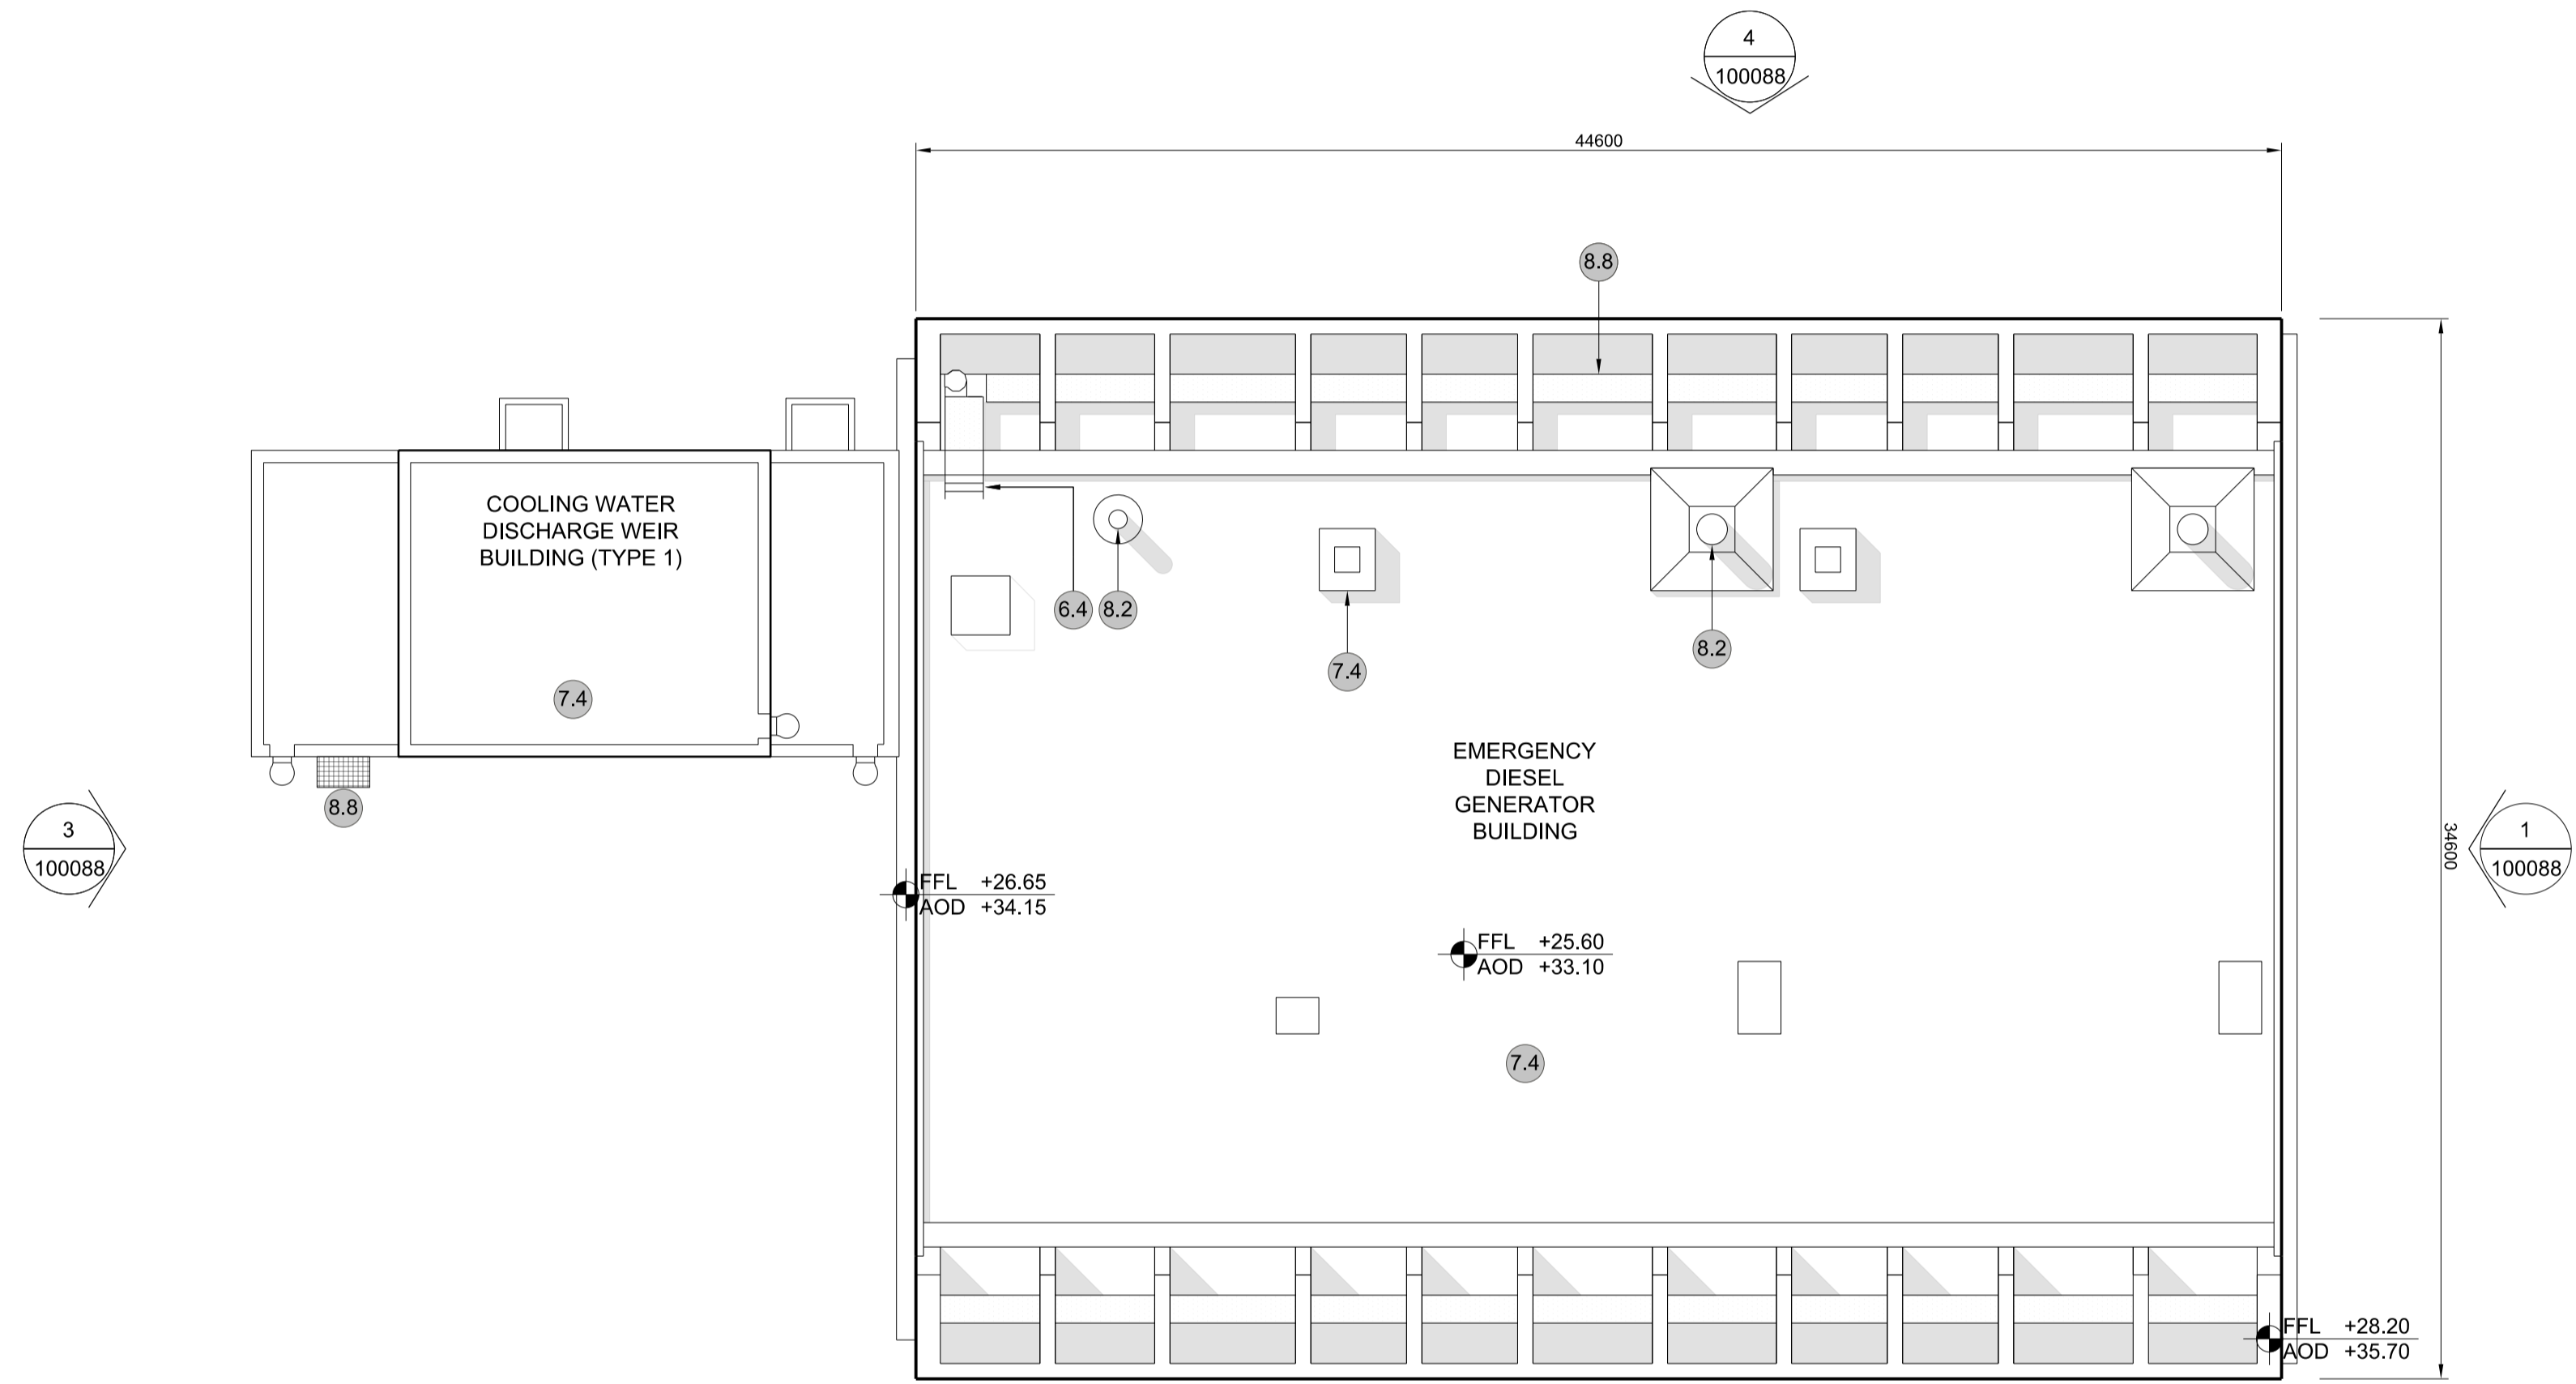 4
100088
44600
8.8
COOLING WATER
DISCHARGE WEIR
BUILDING (TYPE 1)
6.4
8.2
7.4
8.2
7.4
EMERGENCY
DIESEL
GENERATOR
BUILDING
8.8
3
100088
34600
1
100088
FFL +26.65
AOD +34.15
FFL +25.60
AOD +33.10
7.4
FFL +28.20
AOD +35.70